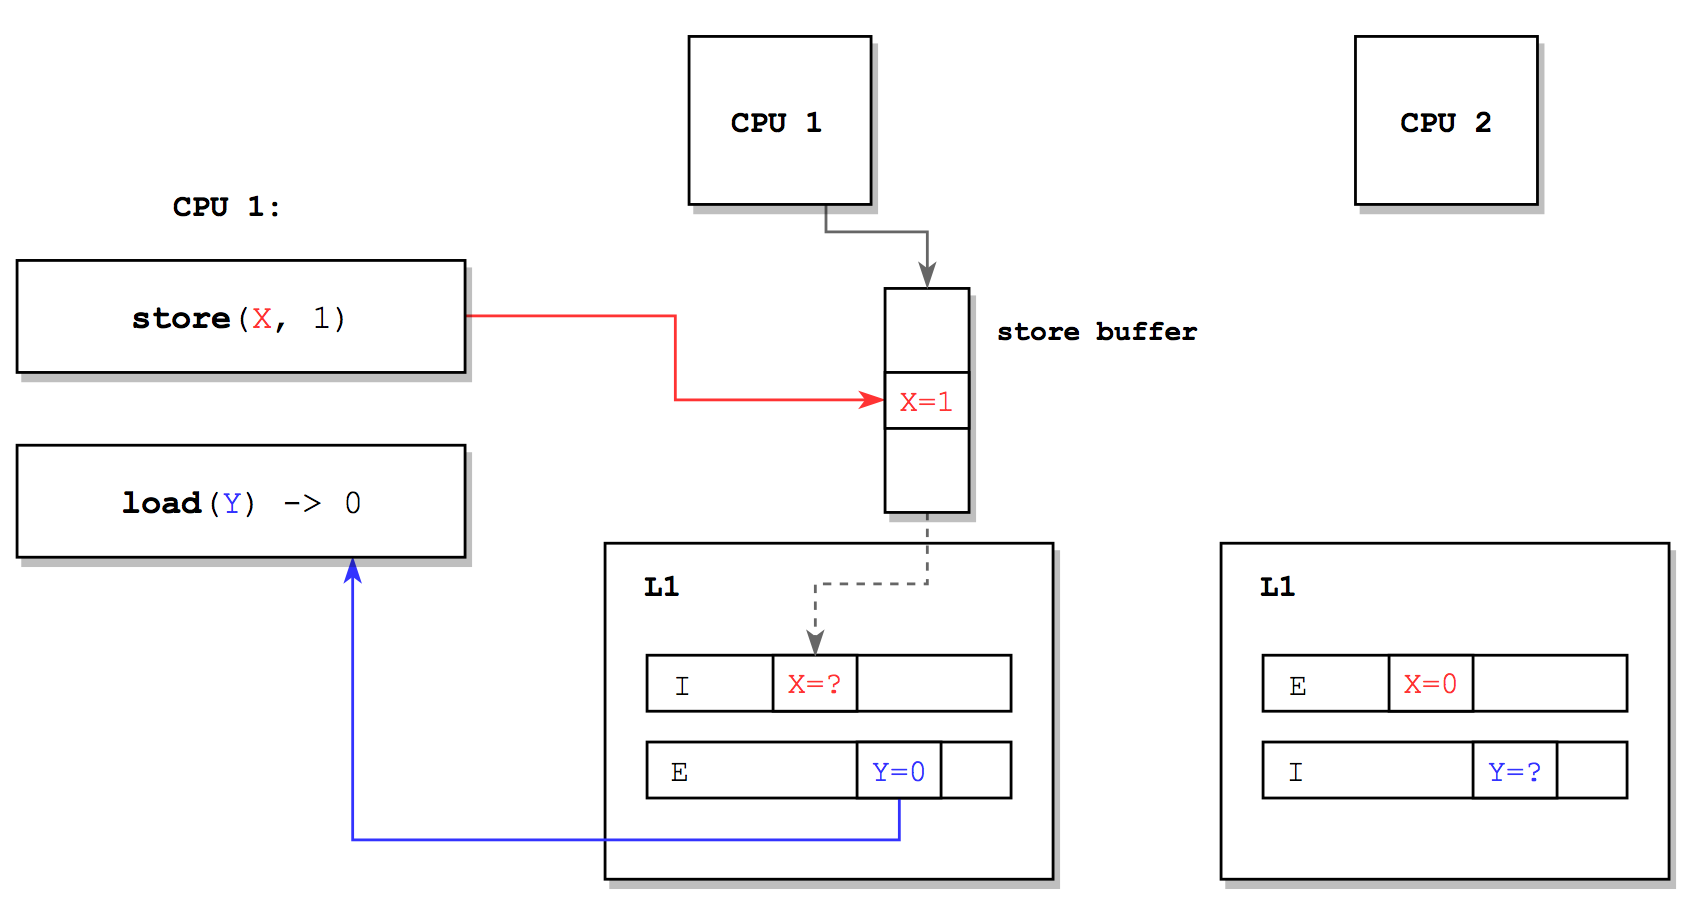 CPU 1
CPU 2
CPU 1:
store(X, 1)
store buffer
X=1
load(Y) -> 0
L1
I
X=?
E
Y=0
L1
E
X=0
I
Y=?